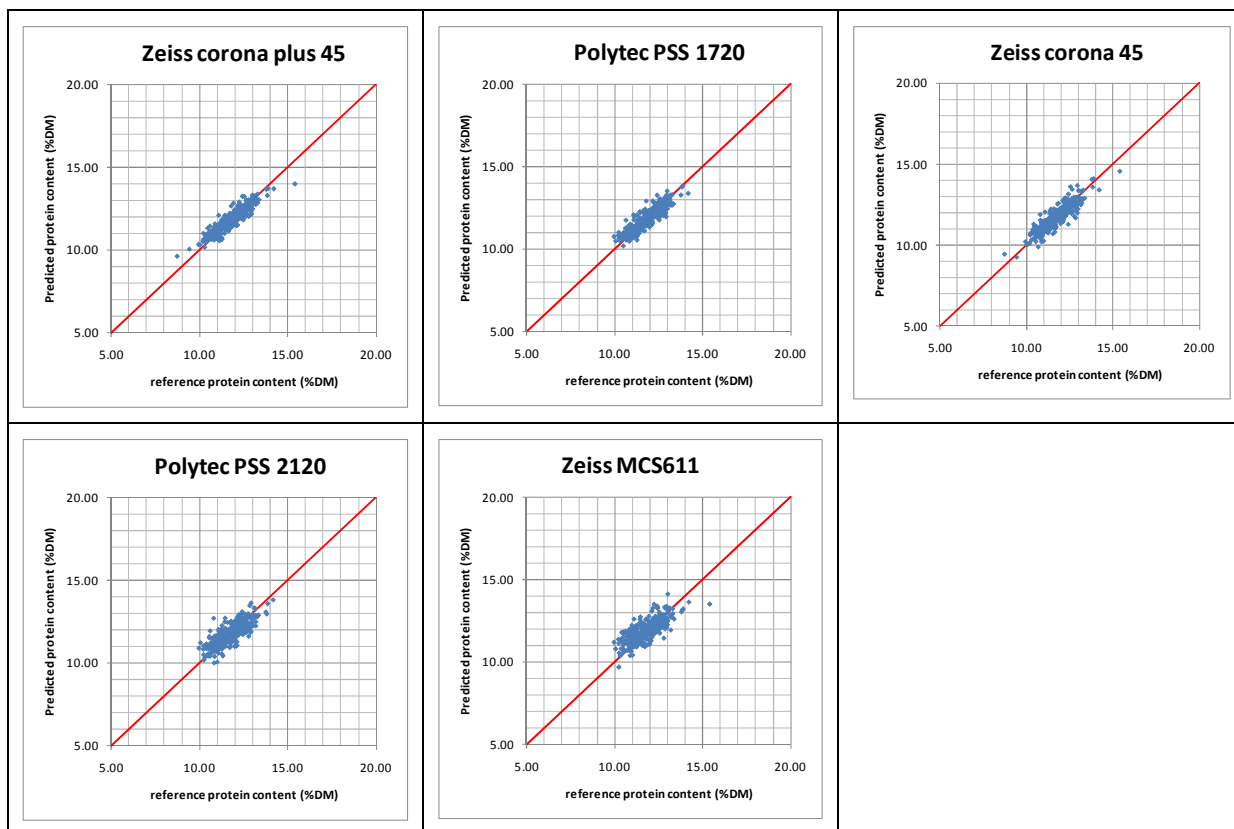 Zeiss corona plus 45
Predicted protein content (%DM)
20.00
15.00
10.00
5.00
5.00 10.00 15.00 20.00
reference protein content (%DM)
Polytec PSS 1720
Predicted protein content (%DM)
20.00
15.00
10.00
5.00
5.00 10.00 15.00 20.00
reference protein content (%DM)
Zeiss corona 45
Predicted protein content (%DM)
20.00
15.00
10.00
5.00
5.00 10.00 15.00 20.00
reference protein content (%DM)
Polytec PSS 2120
Predicted protein content (%DM)
20.00
15.00
10.00
5.00
5.00 10.00 15.00 20.00
reference protein content (%DM)
Zeiss MCS611
Predicted protein content (%DM)
20.00
15.00
10.00
5.00
5.00 10.00 15.00 20.00
reference protein content (%DM)